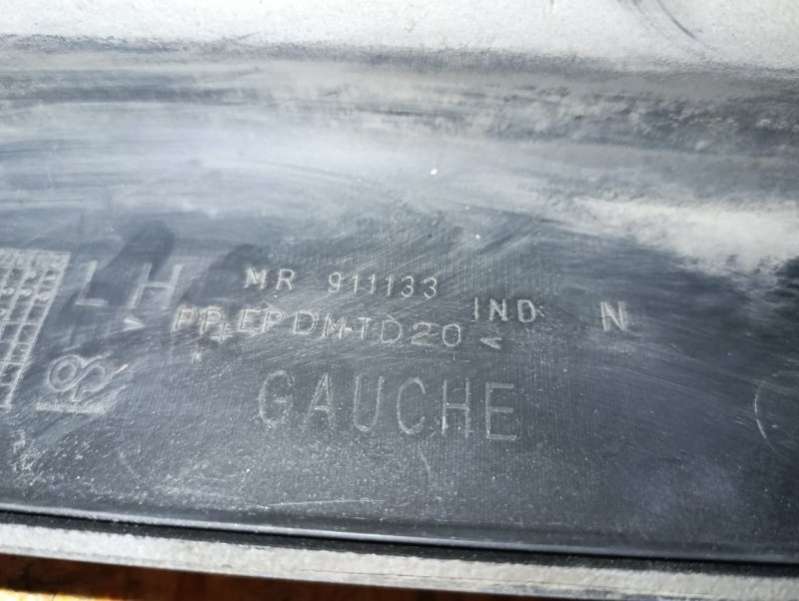 LH MR 911133 IND N
>PP+EPDM-TD20<
GAUCHE